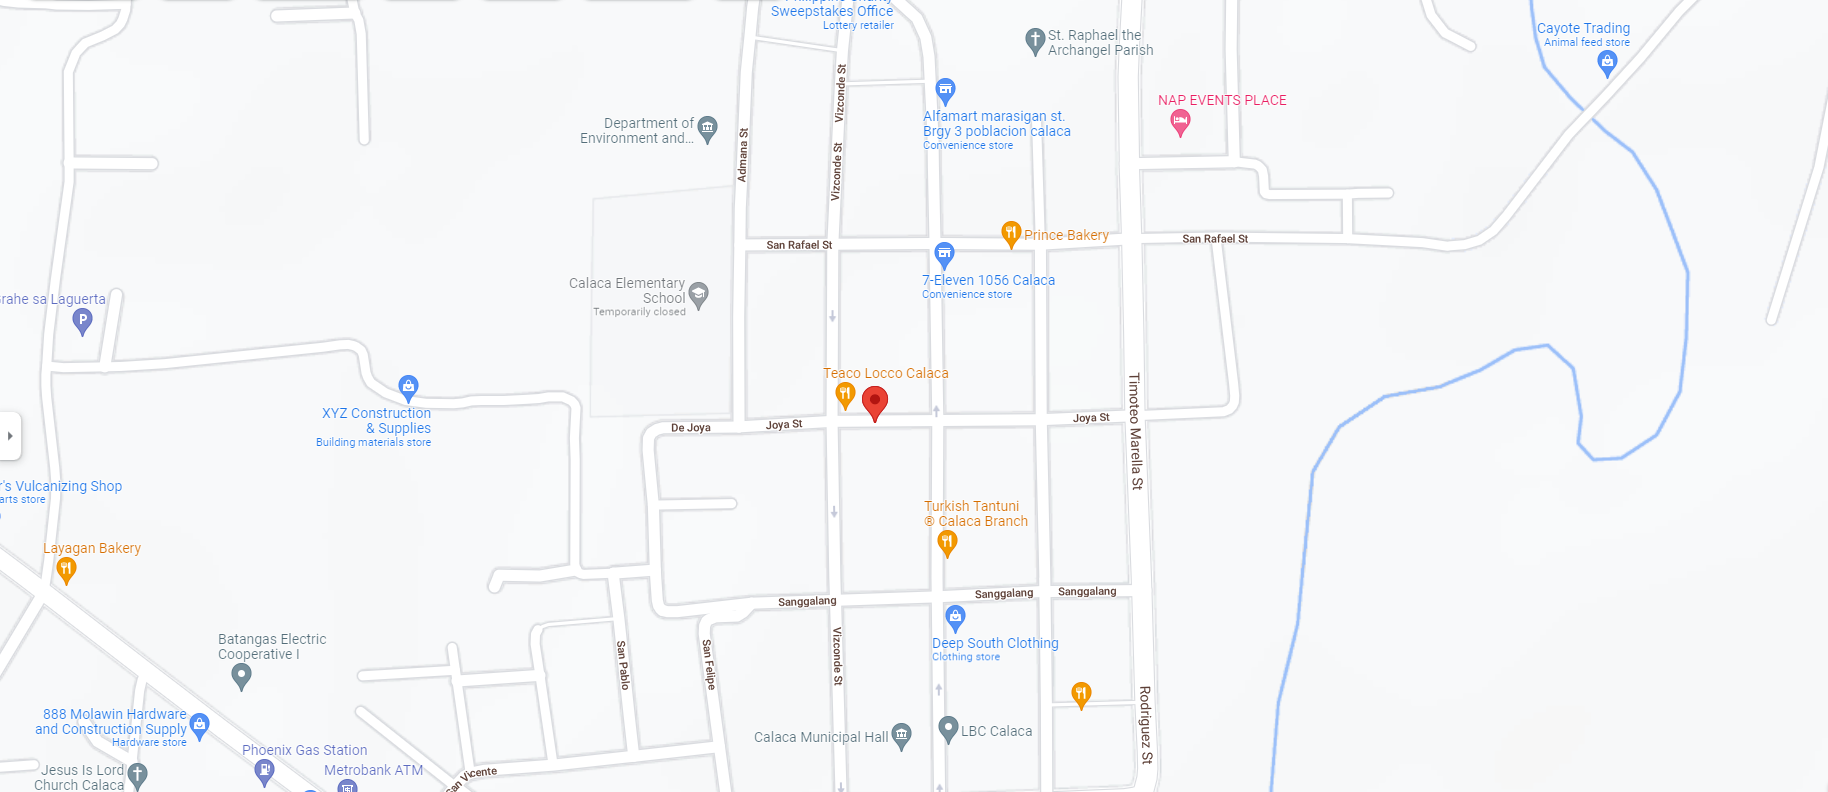 Sweepstakes Office
Lottery retailer
St. Raphael the
Archangel Parish
Cayote Trading
Animal feed store
Vizconde St
Alfamart marasigan st.
Brgy 3 poblacion calaca
Convenience store
NAP EVENTS PLACE
Department of
Environment and...
Admana St
Vizconde St
San Rafael St
Prince Bakery
San Rafael St
7-Eleven 1056 Calaca
Convenience store
Calaca Elementary
School
Temporarily closed
rahe sa Laguerta
P
Teaco Locco Calaca
XYZ Construction
& Supplies
Building materials store
De Joya
Joya St
Joya St
Timoteo Marella St
r's Vulcanizing Shop
arts store
Turkish Tantuni
® Calaca Branch
Layagan Bakery
Sanggalang
Sanggalang
Sanggalang
Deep South Clothing
Clothing store
Batangas Electric
Cooperative I
San Pablo
San Felipe
Vizconde St
Rodriguez St
888 Molawin Hardware
and Construction Supply
Hardware store
Calaca Municipal Hall
LBC Calaca
Phoenix Gas Station
Metrobank ATM
San Vicente
Jesus Is Lord
Church Calaca